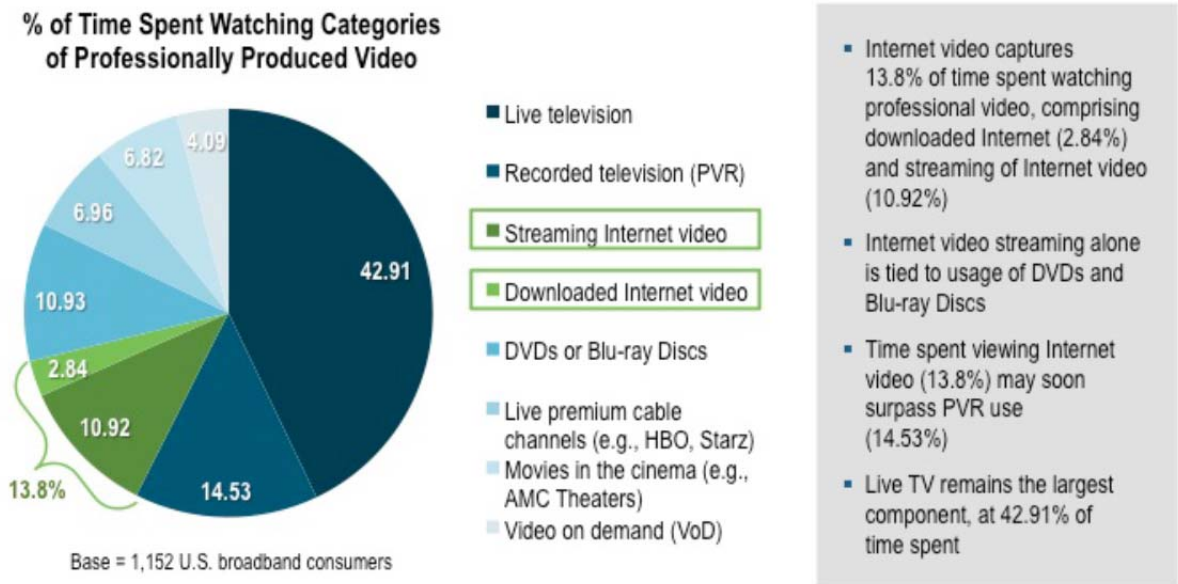 % of Time Spent Watching Categories
of Professionally Produced Video
4.09
6.82
6.96
42.91
10.93
2.84
10.92
14.53
13.8%
Base = 1,152 U.S. broadband consumers
Live television
Recorded television (PVR)
Streaming Internet video
Downloaded Internet video
DVDs or Blu-ray Discs
Live premium cable
channels (e.g., HBO, Starz)
Movies in the cinema (e.g.,
AMC Theaters)
Video on demand (VoD)
▪ Internet video captures
13.8% of time spent watching
professional video, comprising
downloaded Internet (2.84%)
and streaming of Internet video
(10.92%)
▪ Internet video streaming alone
is tied to usage of DVDs and
Blu-ray Discs
▪ Time spent viewing Internet
video (13.8%) may soon
surpass PVR use
(14.53%)
▪ Live TV remains the largest
component, at 42.91% of
time spent